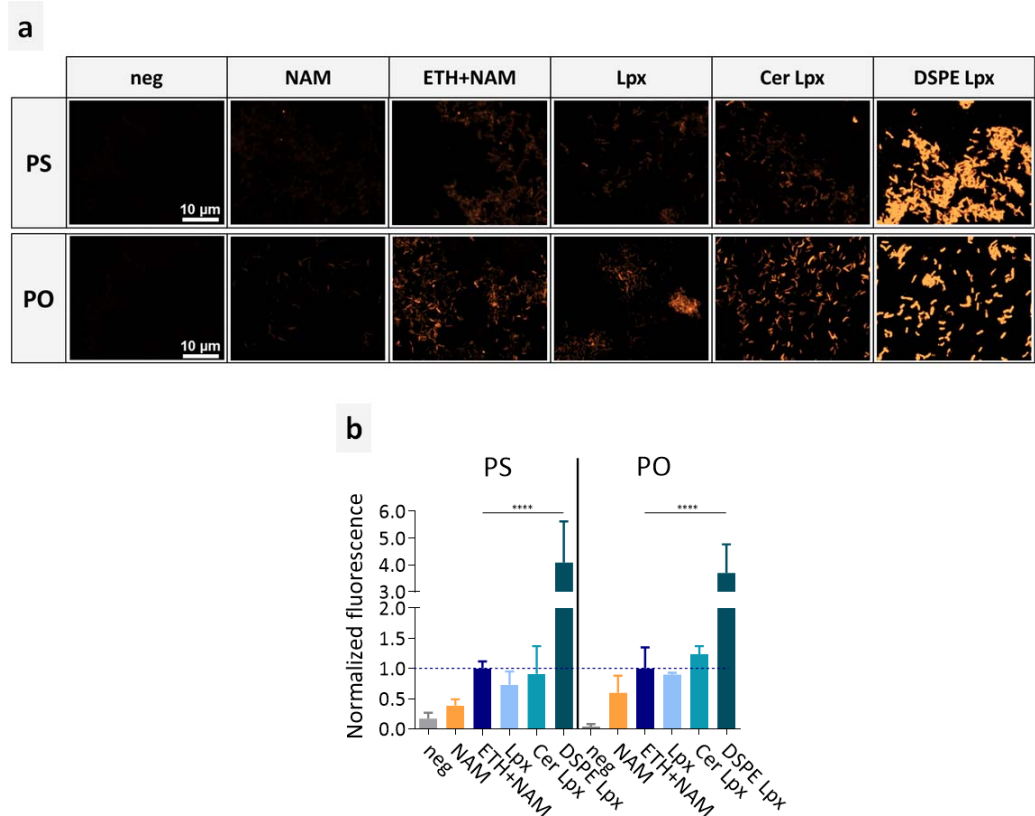 a
neg NAM ETH+NAM Lpx Cer Lpx DSPE Lpx
PS
10 µm
PO
10 µm
b
PS PO
Normalized fluorescence
**** ****
6.0
5.0
4.0
3.0
2.0
1.5
1.0
0.5
0.0
neg NAM ETH+NAM Lpx Cer Lpx DSPE Lpx neg NAM ETH+NAM Lpx Cer Lpx DSPE Lpx